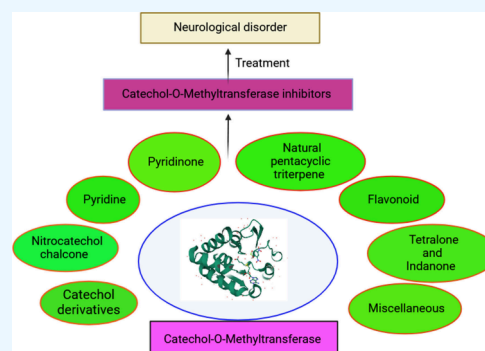 Neurological disorder
Treatment
Catechol-O-Methyltransferase inhibitors
Pyridinone
Natural
pentacyclic
triterpene
Pyridine
Flavonoid
Nitrocatechol
chalcone
Tetralone
and
Indanone
Catechol
derivatives
Miscellaneous
Catechol-O-Methyltransferase